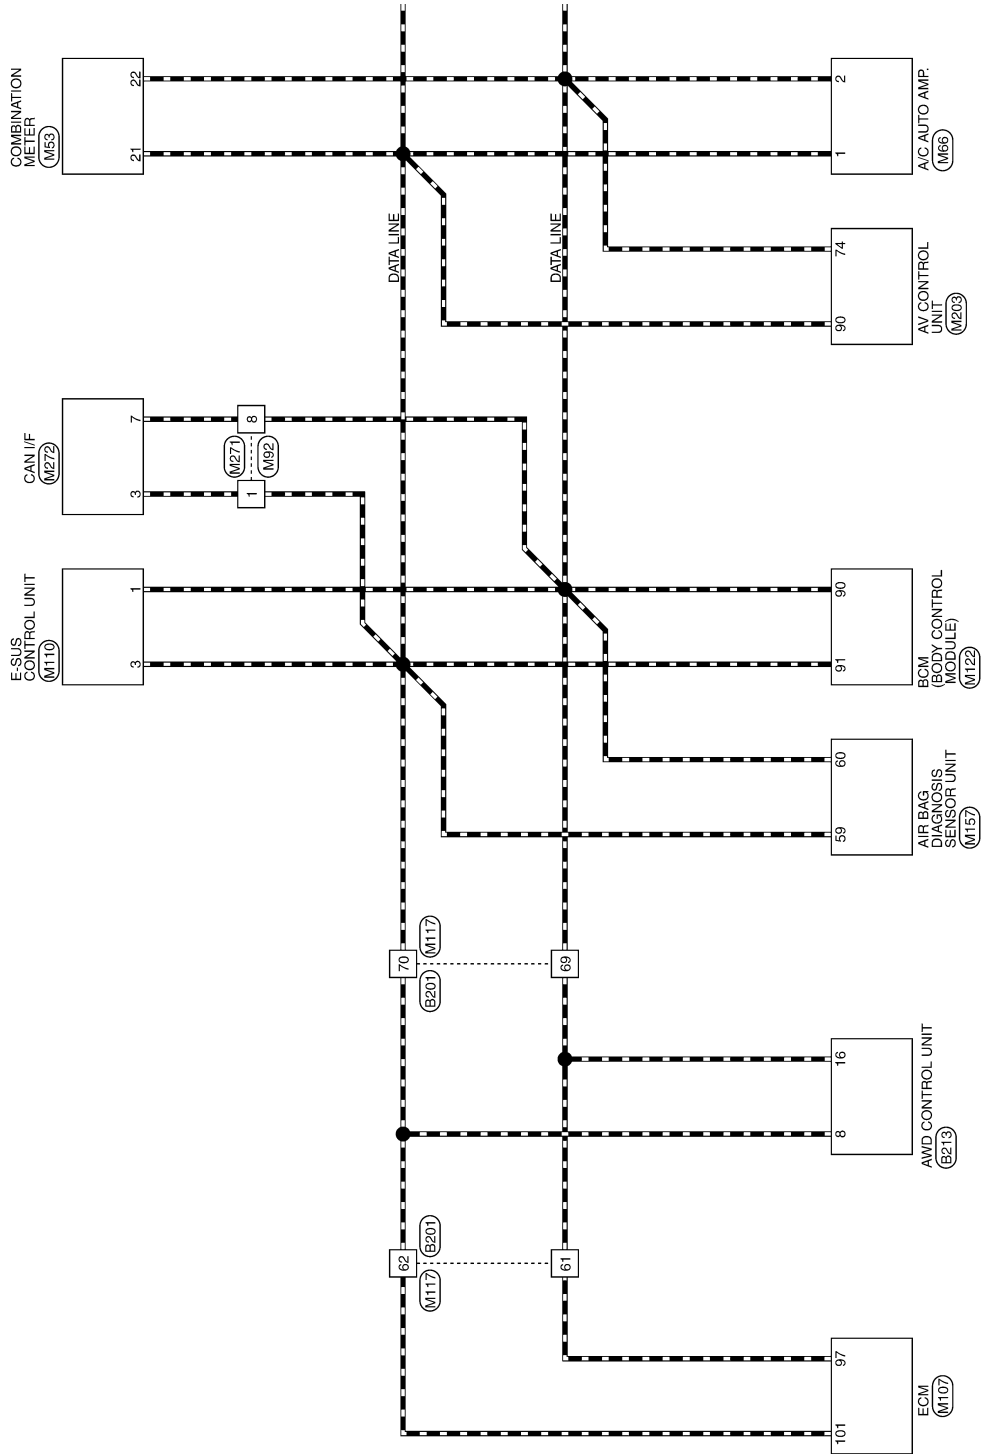 COMBINATION
METER
M53
22
21
CAN I/F
M272
7
3
8
1
M271
M92
E-SUS
CONTROL UNIT
M110
1
3
DATA LINE
DATA LINE
2
1
A/C AUTO AMP.
M66
74
90
AV CONTROL
UNIT
M203
90
91
BCM
(BODY CONTROL
MODULE)
M122
60
59
AIR BAG
DIAGNOSIS
SENSOR UNIT
M157
70
69
B201
M117
16
8
AWD CONTROL UNIT
B213
62
61
M117
B201
97
101
ECM
M107